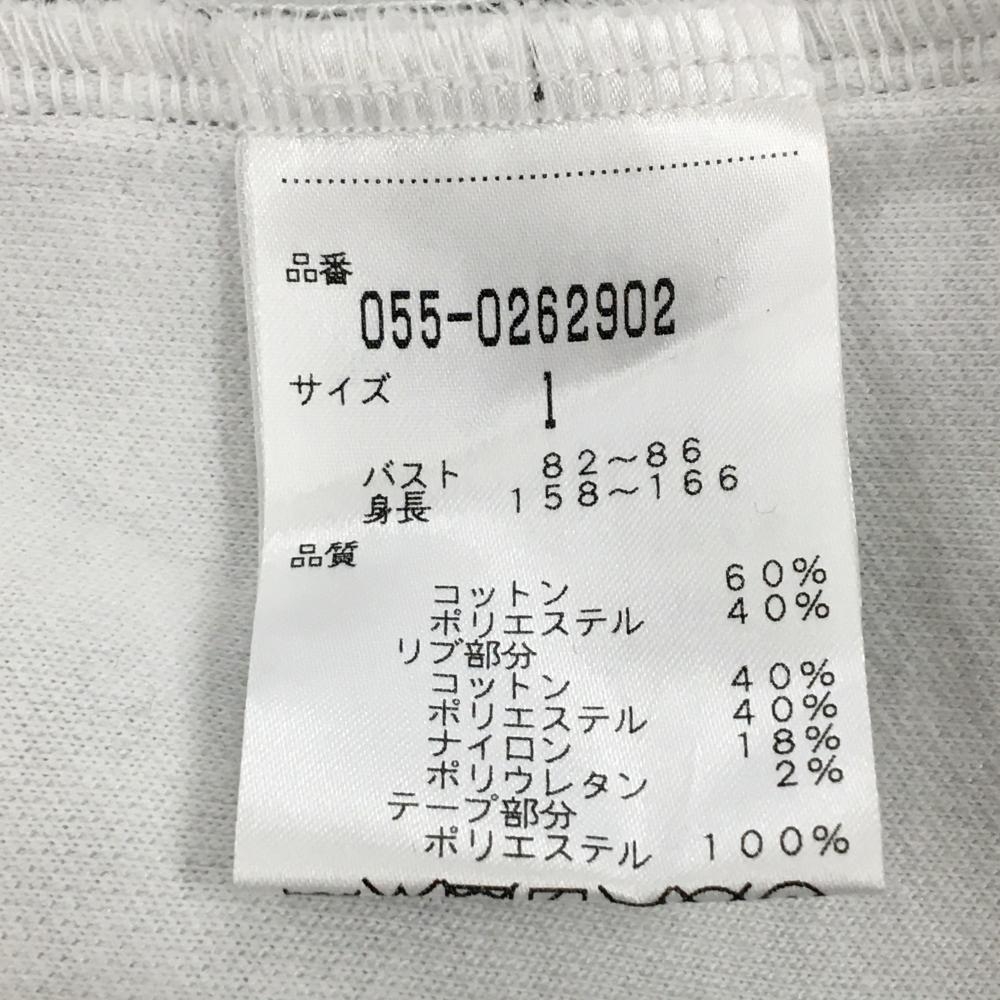 品番
055-0262902
サイズ 1
バスト 82～86
身長 158～166
品質
コットン 60%
ポリエステル 40%
リブ部分
コットン 40%
ポリエステル 40%
ナイロン 18%
ポリウレタン 2%
テープ部分
ポリエステル 100%